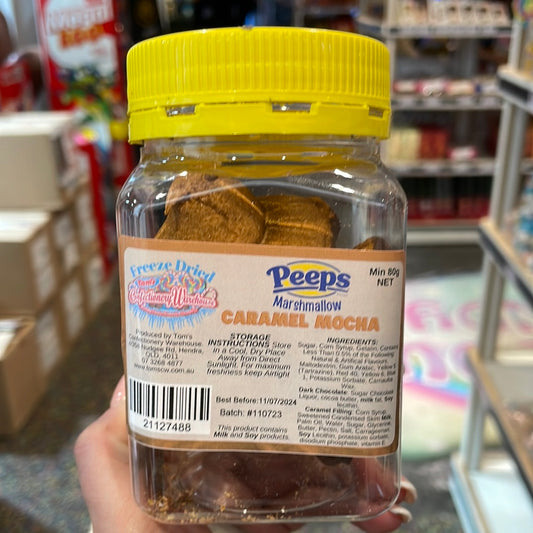 Freeze Dried
Tom's
Confectionery Warehouse
Peeps
Marshmallow
CARAMEL MOCHA
Min 80g
NET
Produced by Tom's
Confectionery Warehouse.
Nudgee Rd, Hendra,
QLD, 4011
3268 4872
www.tomscw.com.au
STORAGE
INSTRUCTIONS Store
in a Cool, Dry Place
Away from Direct
Sunlight. For maximum
freshness keep Airtight
INGREDIENTS:
Sugar, Corn Syrup, Gelatin, Contains
Less Than 0.5% of the Following
Natural & Artifical Flavours,
Maltodextrin, Gum Arabic, Yellow 5
(Tartrazine), Red 40, Yellow 6, Blue
1, Potassium Sorbate, Carnauba
Wax.
Dark Chocolate: Sugar Chocolate
Liquor, cocoa butter, milk fat, Soy
lecithin.
Caramel Filling: Corn Syrup,
Sweetened Condensed Skim Milk,
Palm Oil, Water, Sugar, Glycerine,
Butter, Pectin, Salt, Carrageenan,
Soy Lecithin, potassium sorbate,
disodium phosphate, vitamin E
21127488
Best Before:11/07/2024
Batch: #110723
This product contains
Milk and Soy products.